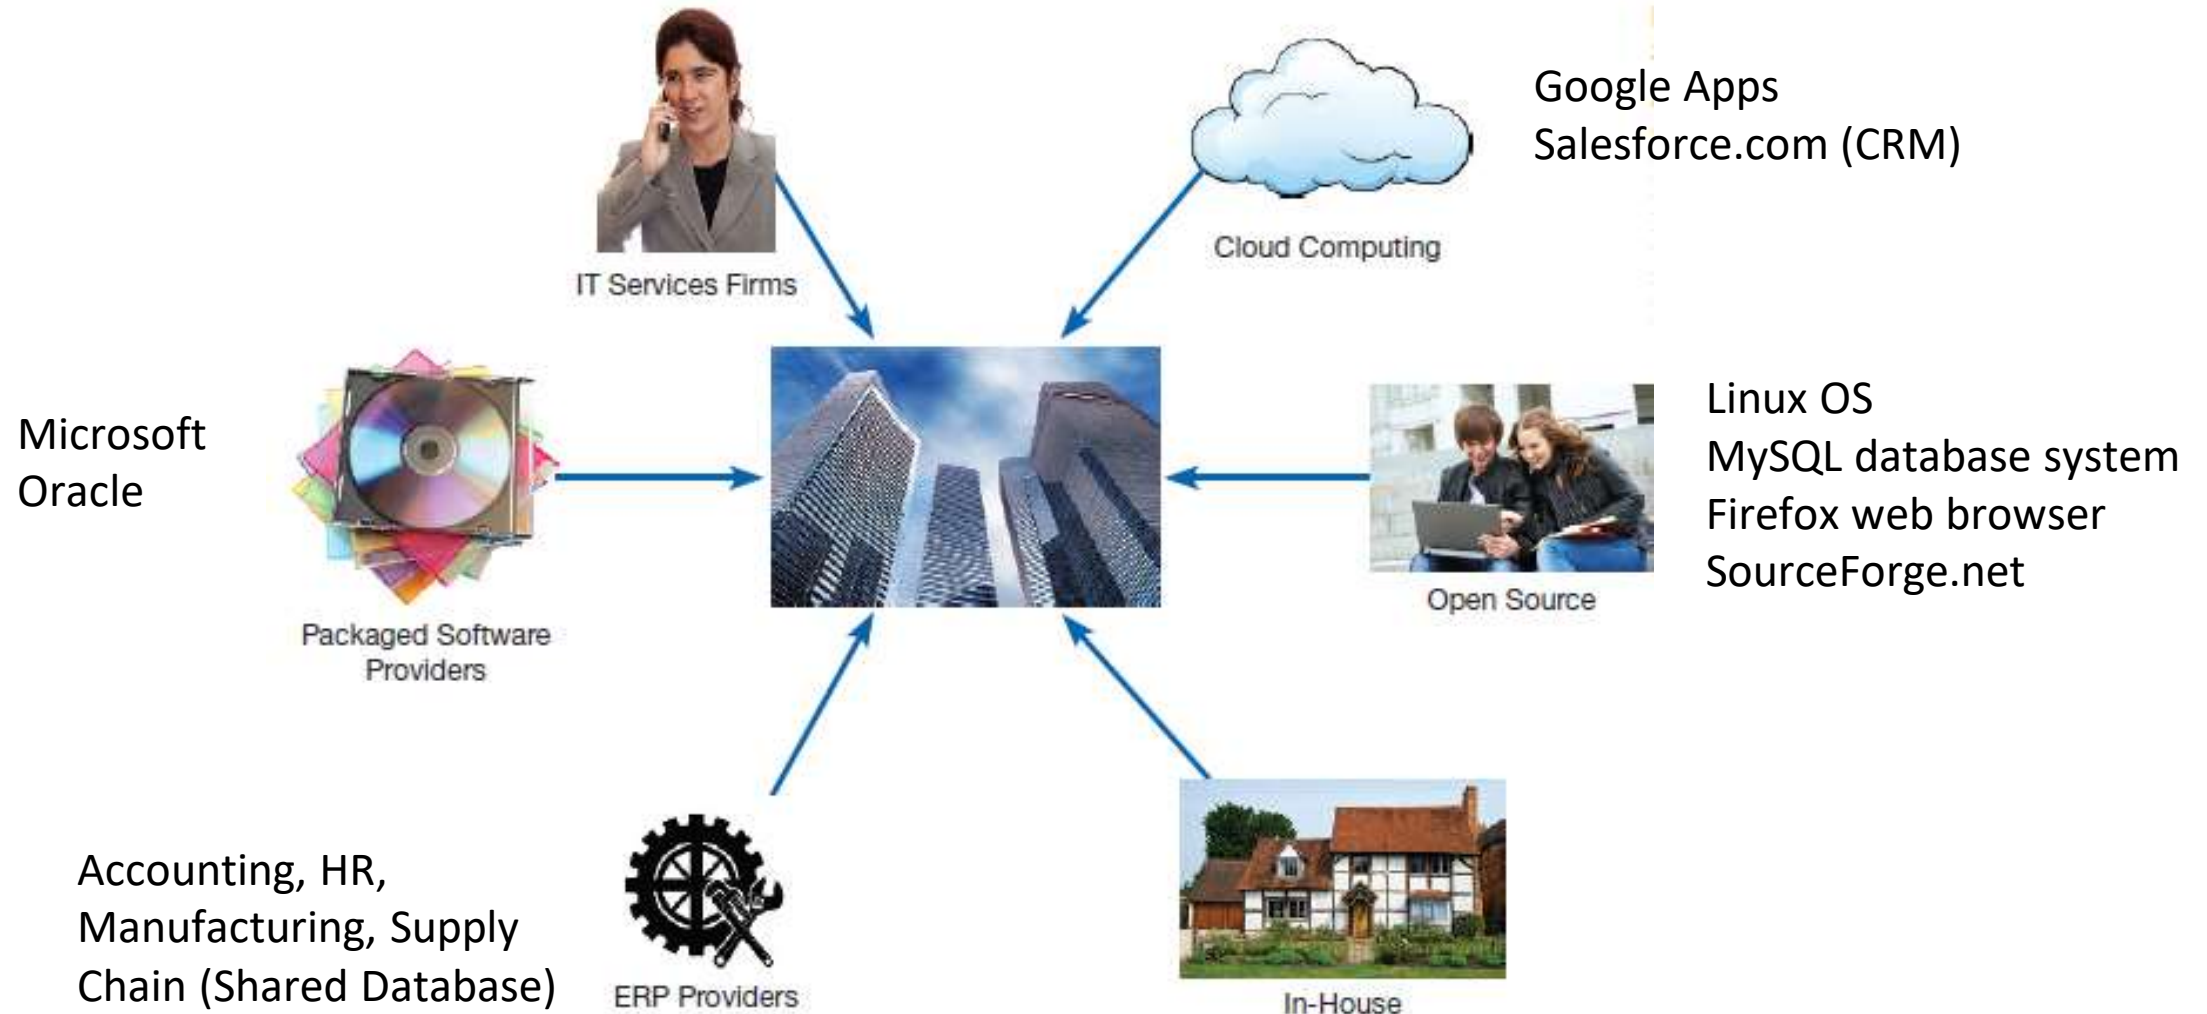 IT Services Firms
Google Apps
Salesforce.com (CRM)
Cloud Computing
Microsoft
Oracle
Packaged Software
Providers
Linux OS
MySQL database system
Firefox web browser
SourceForge.net
Open Source
Accounting, HR,
Manufacturing, Supply
Chain (Shared Database)
ERP Providers
In-House